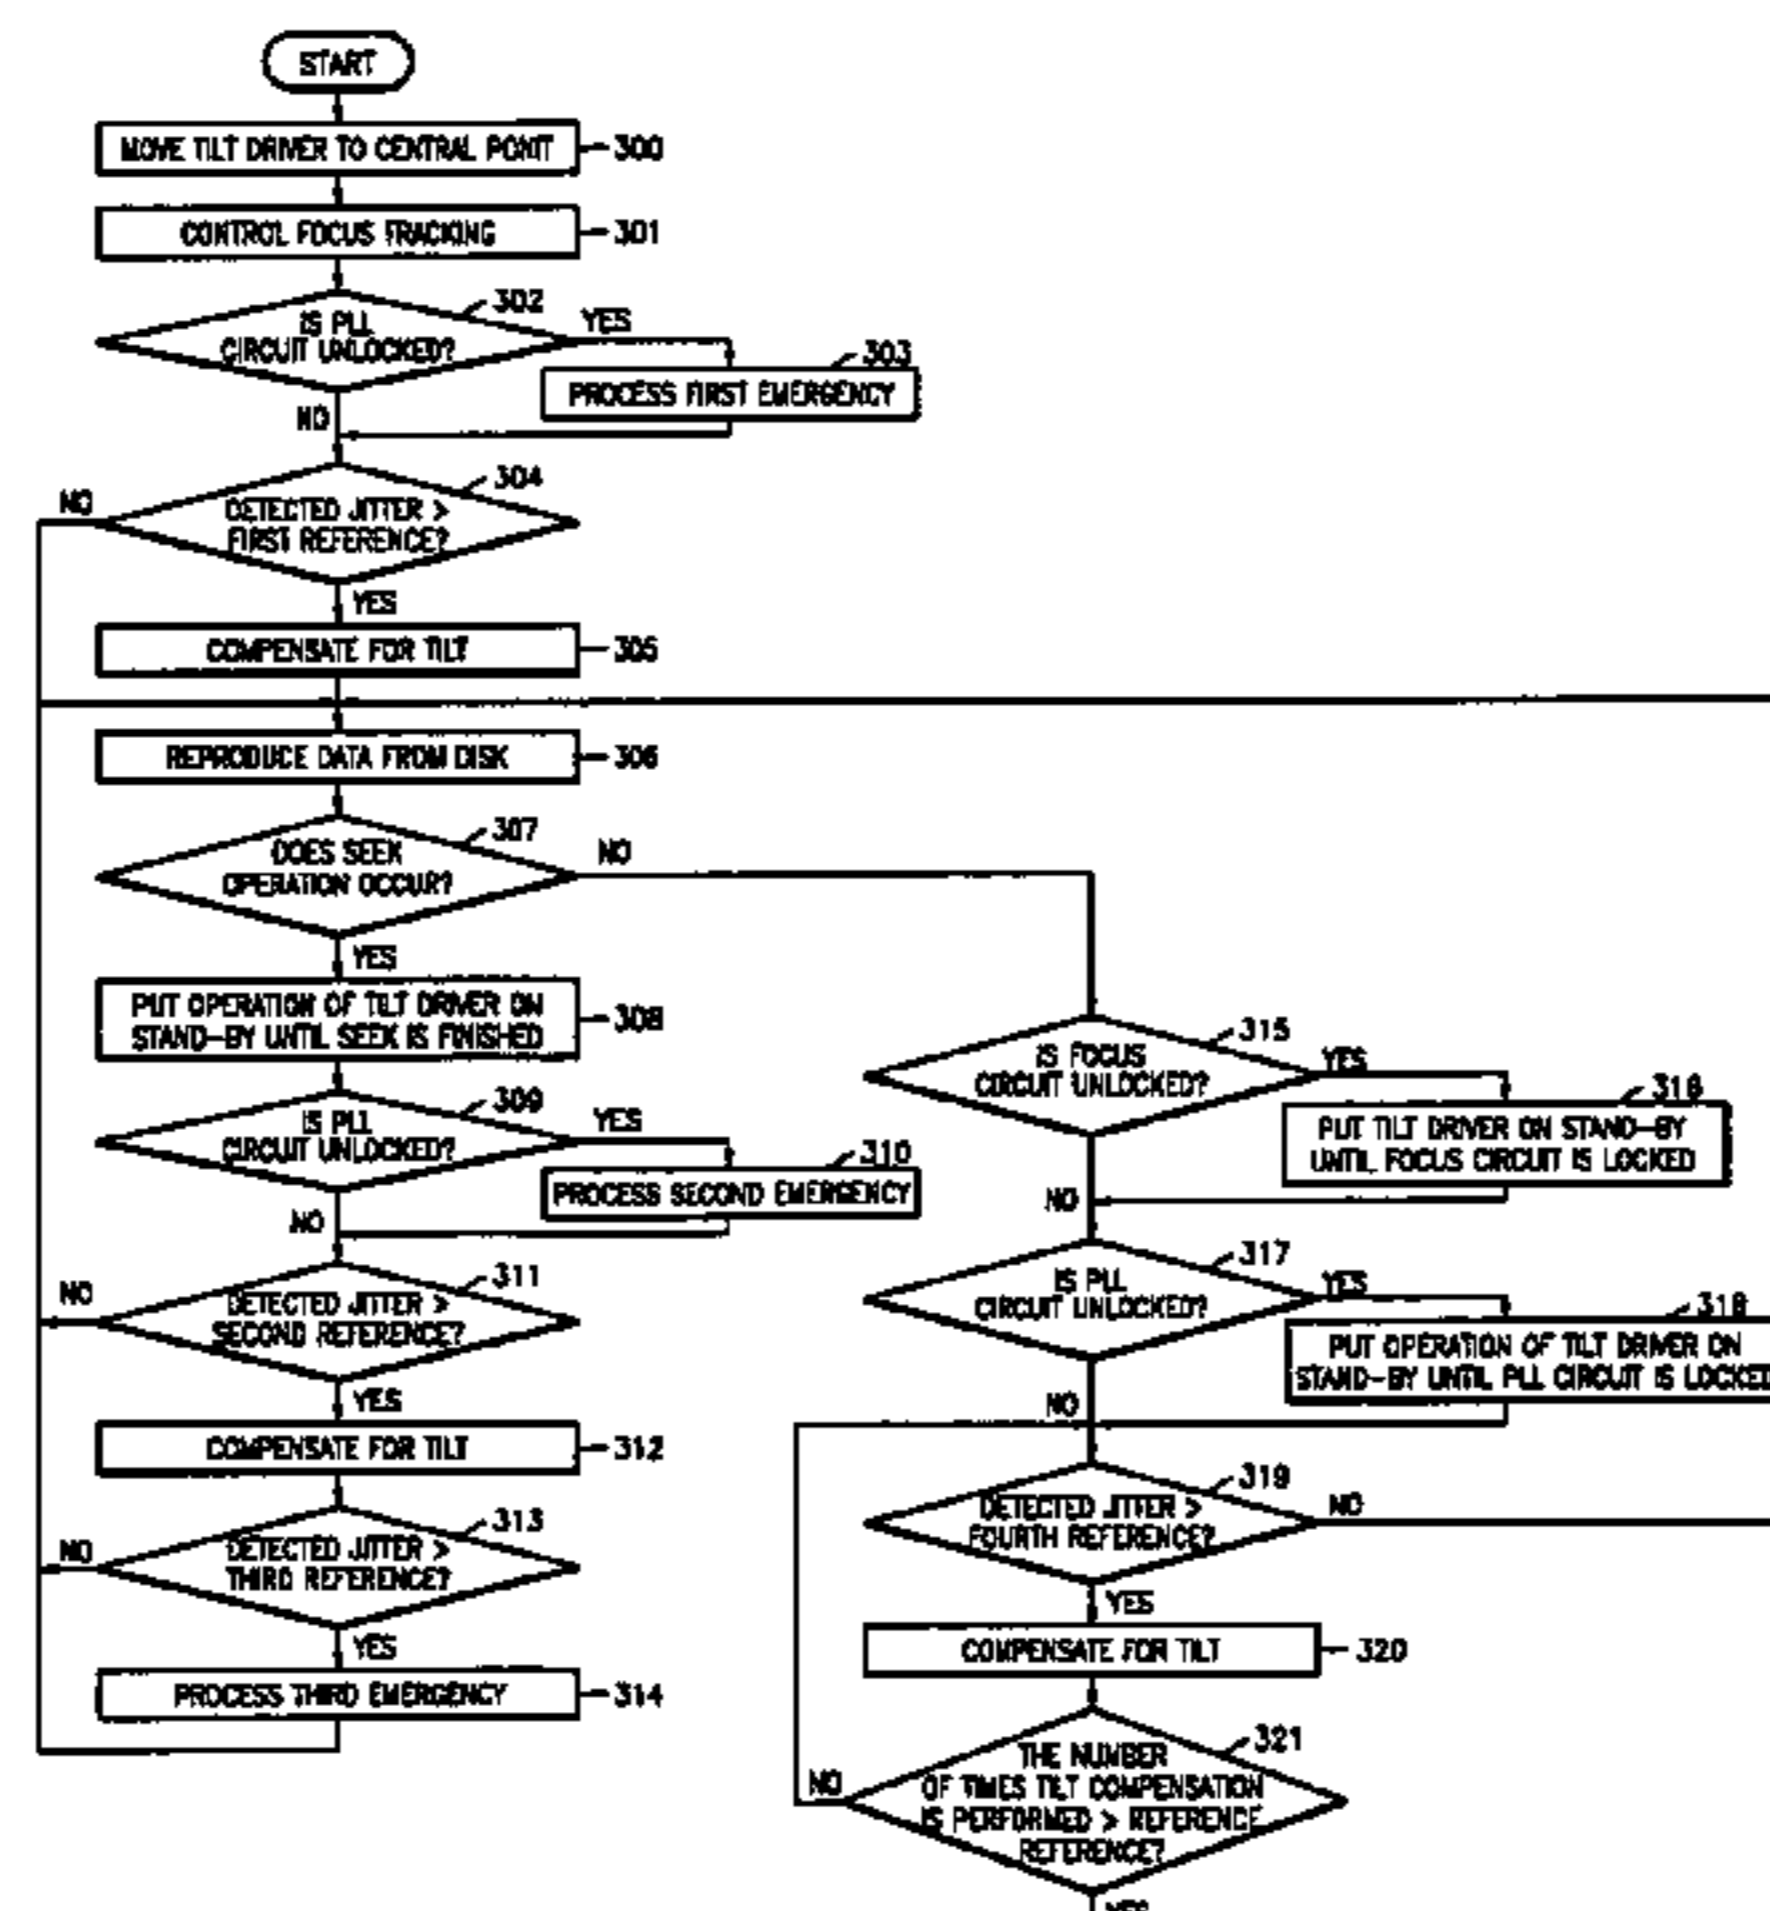 START
MOVE TILT DRIVER TO CENTRAL PONIT
300
CONTROL FOCUS TRACKING
301
302
IS PLL
CIRCUIT UNLOCKED?
YES
303
PROCESS FIRST EMERGENCY
NO
304
NO
DETECTED JITTER >
FIRST REFERENCE?
YES
COMPENSATE FOR TILT
305
REPRODUCE DATA FROM DISK
306
307
DOES SEEK
OPERATION OCCUR?
NO
YES
PUT OPERATION OF TILT DRIVER ON
STAND-BY UNTIL SEEK IS FINISHED
308
309
IS PLL
CIRCUIT UNLOCKED?
YES
310
PROCESS SECOND EMERGENCY
NO
311
NO
DETECTED JITTER >
SECOND REFERENCE?
YES
COMPENSATE FOR TILT
312
313
NO
DETECTED JITTER >
THIRD REFERENCE?
YES
PROCESS THIRD EMERGENCY
314
315
IS FOCUS
CIRCUIT UNLOCKED?
YES
316
PUT TILT DRIVER ON STAND-BY
UNTIL FOCUS CIRCUIT IS LOCKED
NO
317
IS PLL
CIRCUIT UNLOCKED?
YES
318
PUT OPERATION OF TILT DRIVER ON
STAND-BY UNTIL PLL CIRCUIT IS LOCKED
NO
319
DETECTED JITTER >
FOURTH REFERENCE?
NO
YES
COMPENSATE FOR TILT
320
321
THE NUMBER
OF TIMES TILT COMPENSATION
IS PERFORMED > REFERENCE
REFERENCE?
NO
YES